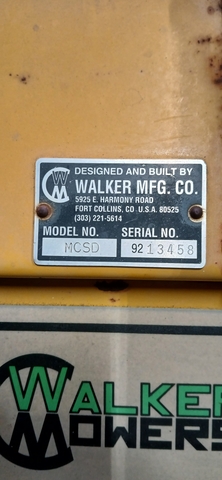 WM
DESIGNED AND BUILT BY
WALKER MFG. CO.
5925 E. HARMONY ROAD
FORT COLLINS, CO U.S.A. 80525
(303) 221-5614
MODEL NO. SERIAL NO.
MCSD 9213458
WALKER
MOWERS